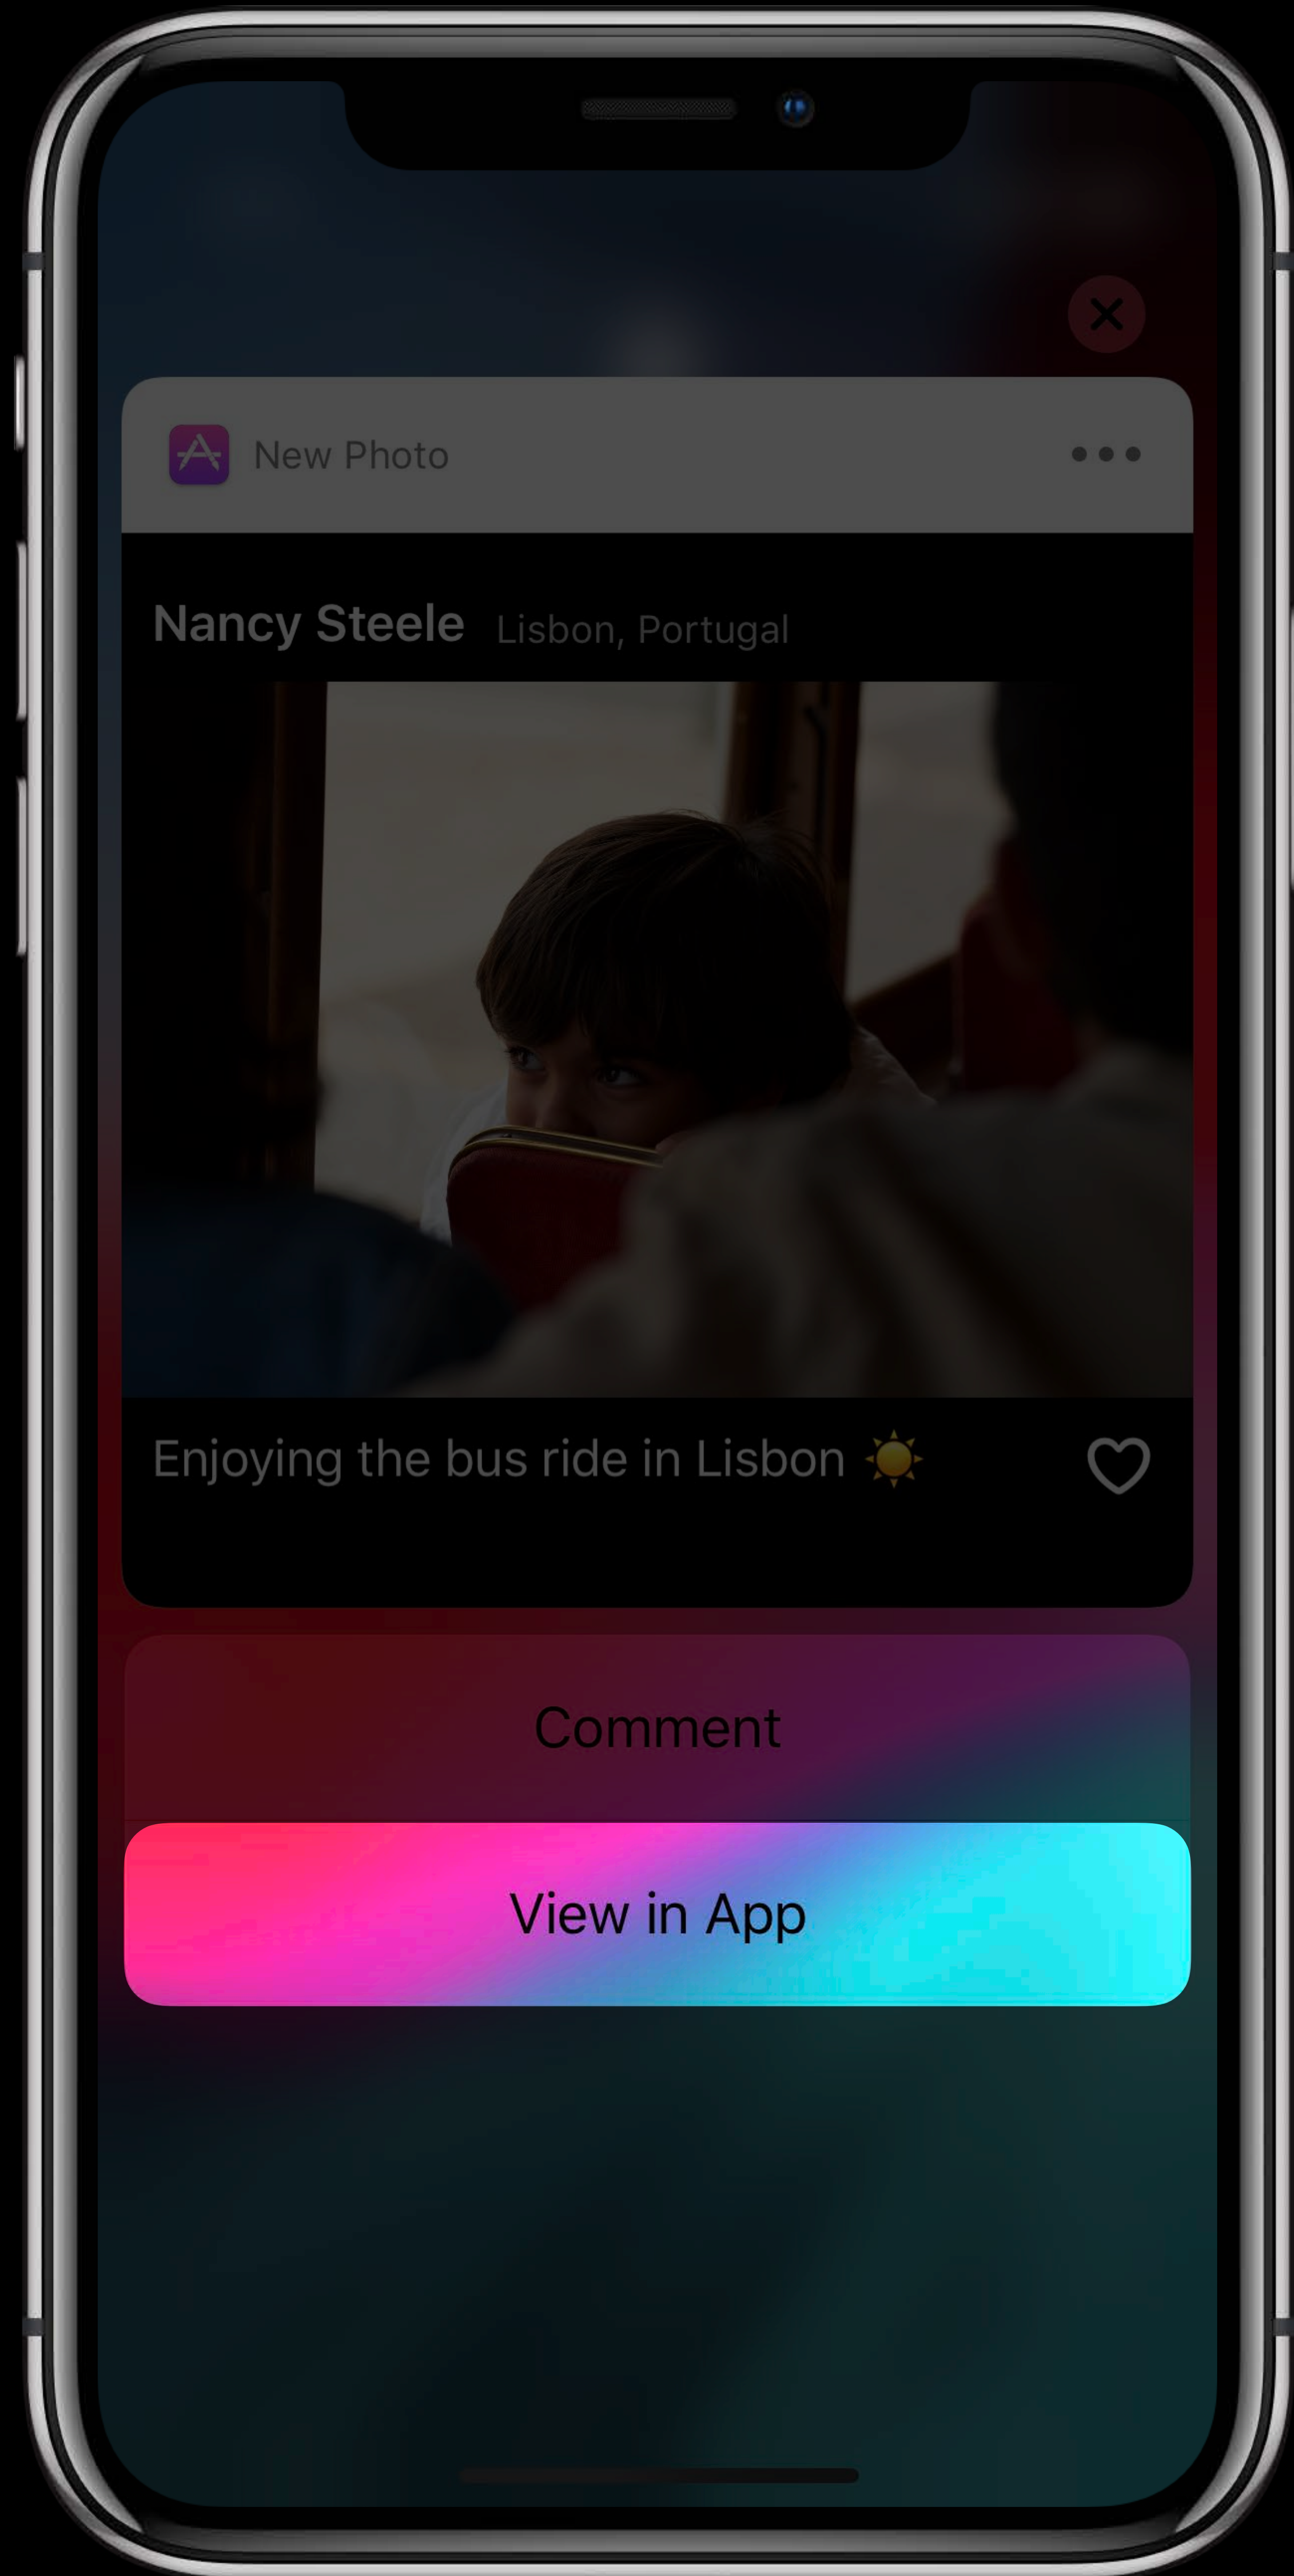 New Photo
Nancy Steele Lisbon, Portugal
Enjoying the bus ride in Lisbon ☀️
Comment
View in App